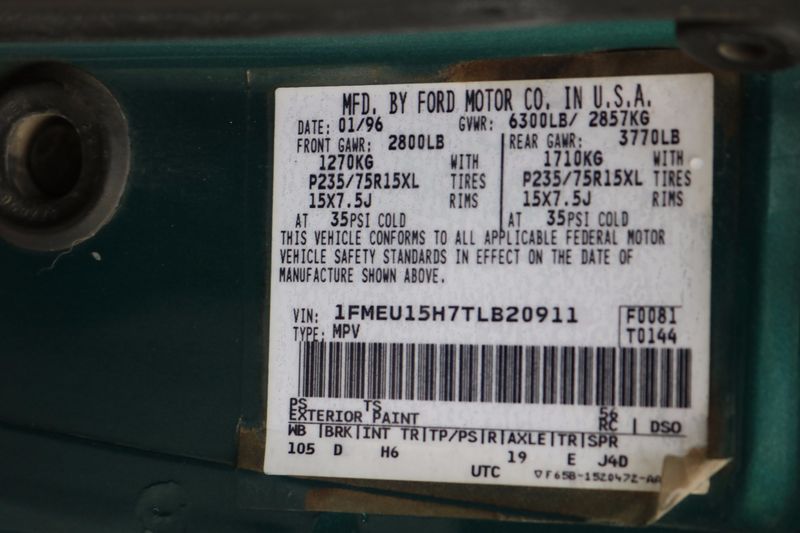 MFD. BY FORD MOTOR CO. IN U.S.A.
DATE: 01/96 GVWR: 6300LB/ 2857KG
FRONT GAWR: 2800LB REAR GAWR: 3770LB
1270KG WITH 1710KG WITH
P235/75R15XL TIRES P235/75R15XL TIRES
15X7.5J RIMS 15X7.5J RIMS
AT 35PSI COLD AT 35PSI COLD
THIS VEHICLE CONFORMS TO ALL APPLICABLE FEDERAL MOTOR
VEHICLE SAFETY STANDARDS IN EFFECT ON THE DATE OF
MANUFACTURE SHOWN ABOVE.
VIN: 1FMEU15H7TLB20911 F0081
TYPE: MPV T0144
PS TS 56
EXTERIOR PAINT RC DSO
WB BRK INT TR TP/PS R AXLE TR SPR
105 D H6 19 E J4D
UTC F65B-1520472-AA